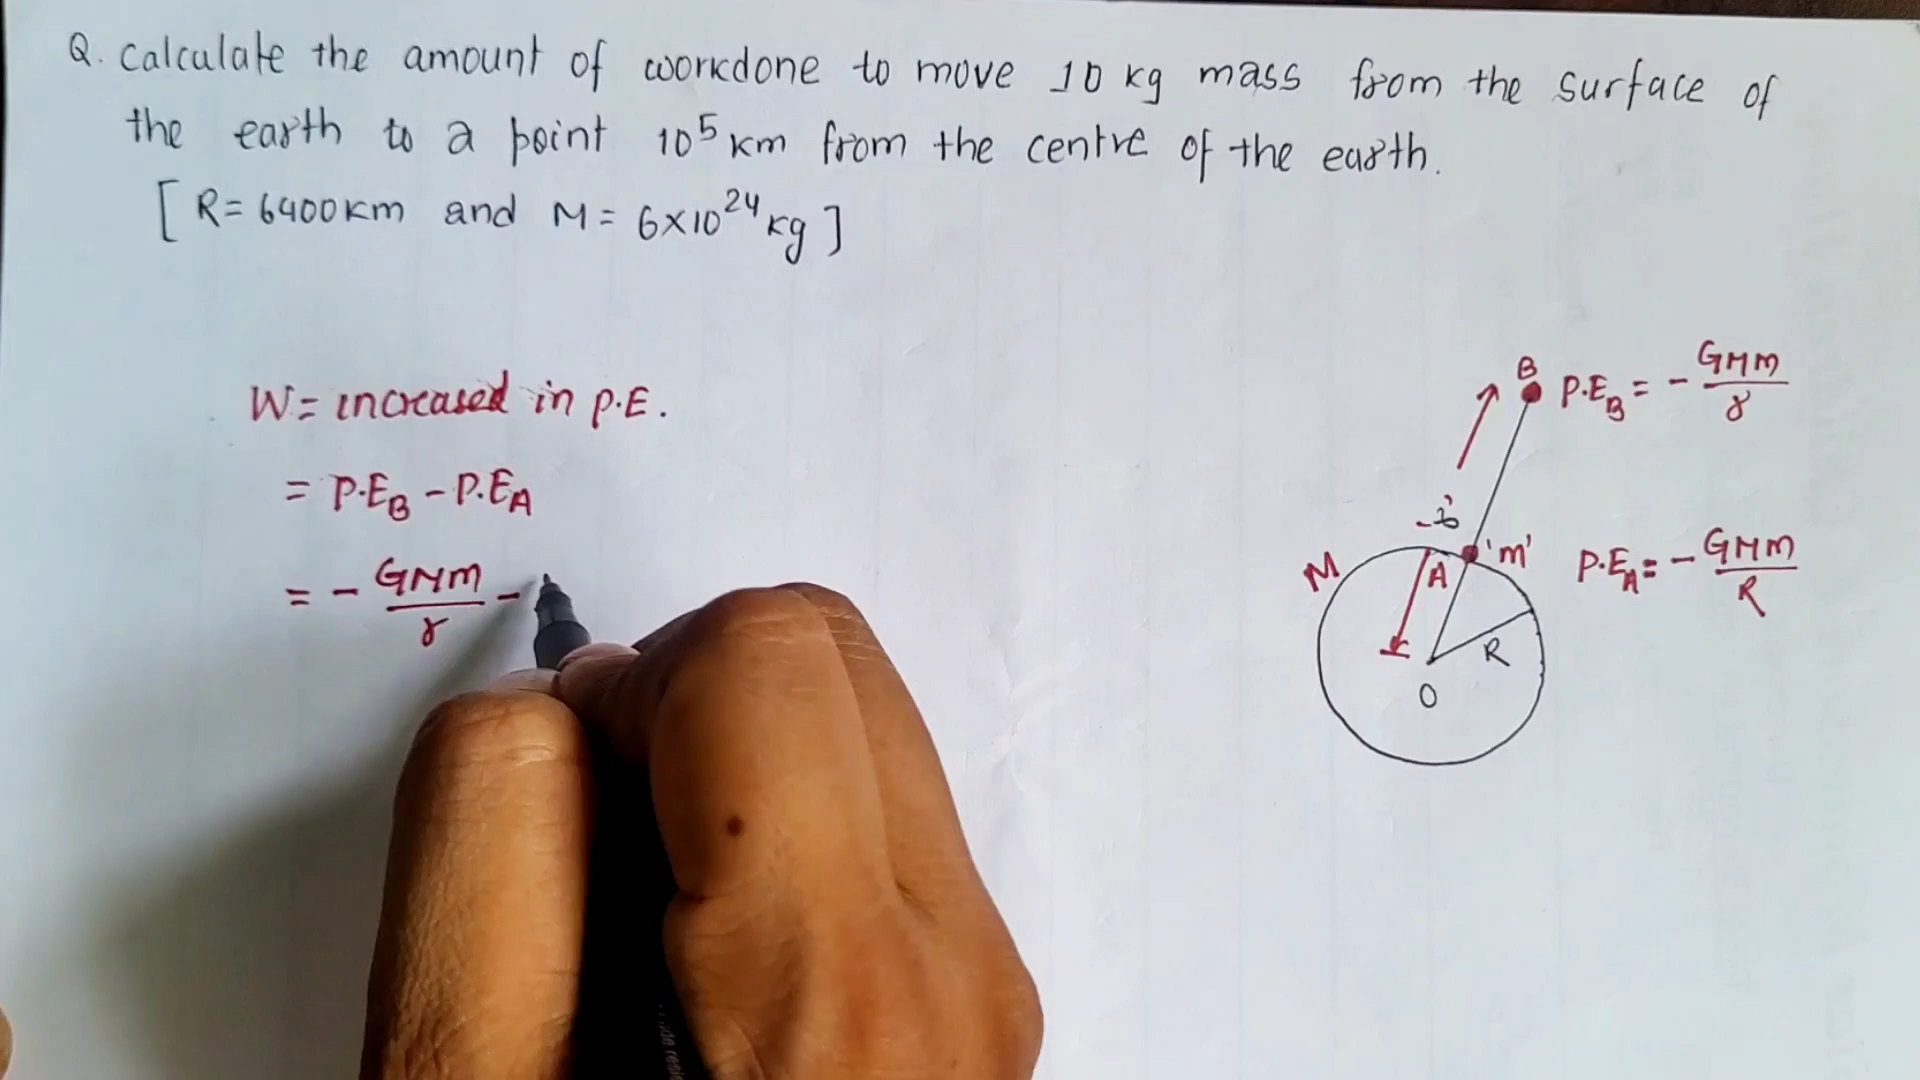 Q. Calculate the amount of workdone to move 10 kg mass from the surface of
the earth to a point 10⁵ km from the centre of the earth.
[ R = 6400 km and M = 6×10²⁴ kg ]
W = increased in P.E.
= P.E_B - P.E_A
= - GMm/r -
B P.E_B = - GMm/r
M A 'm' P.E_A = - GMm/R
R
O